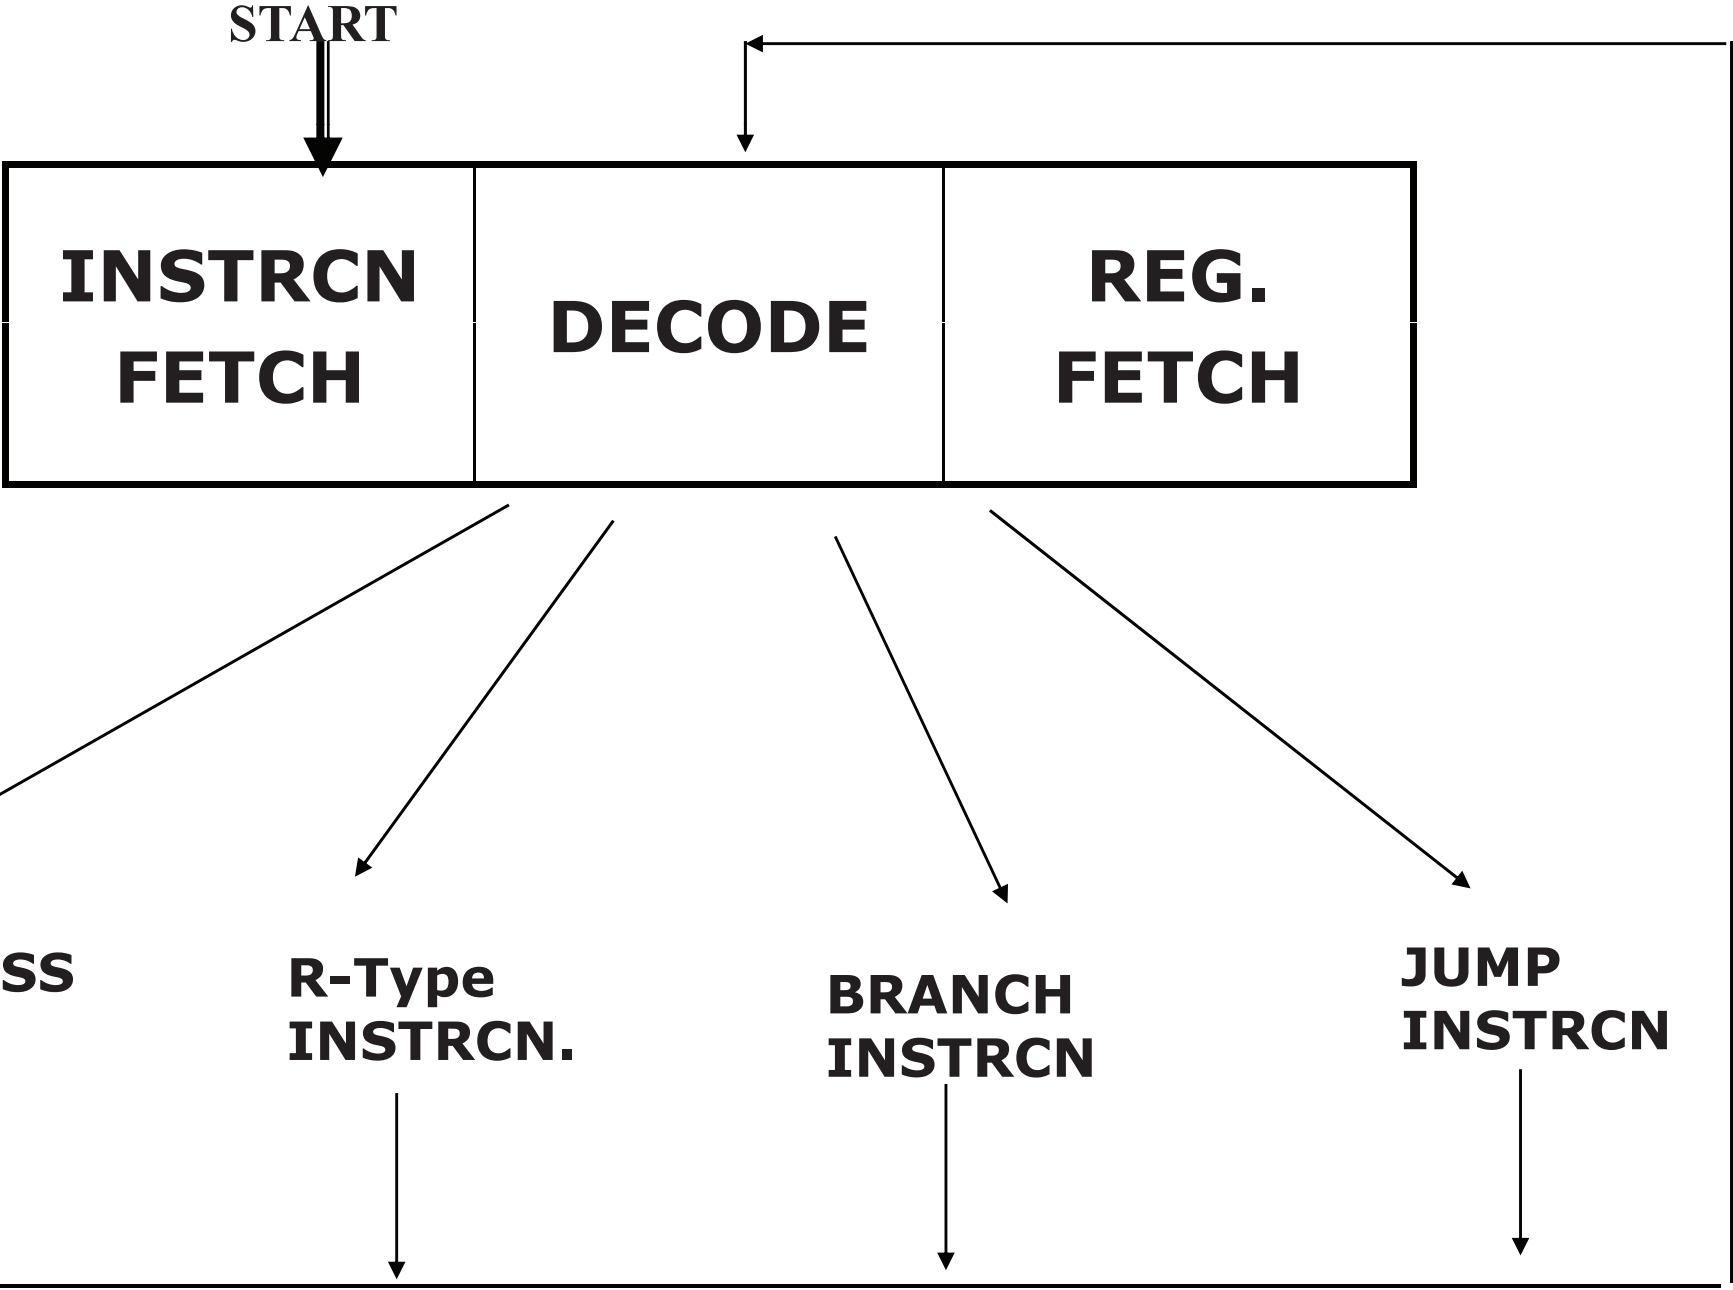 START
INSTRCN
FETCH
DECODE
REG.
FETCH
SS
R-Type
INSTRCN.
BRANCH
INSTRCN
JUMP
INSTRCN